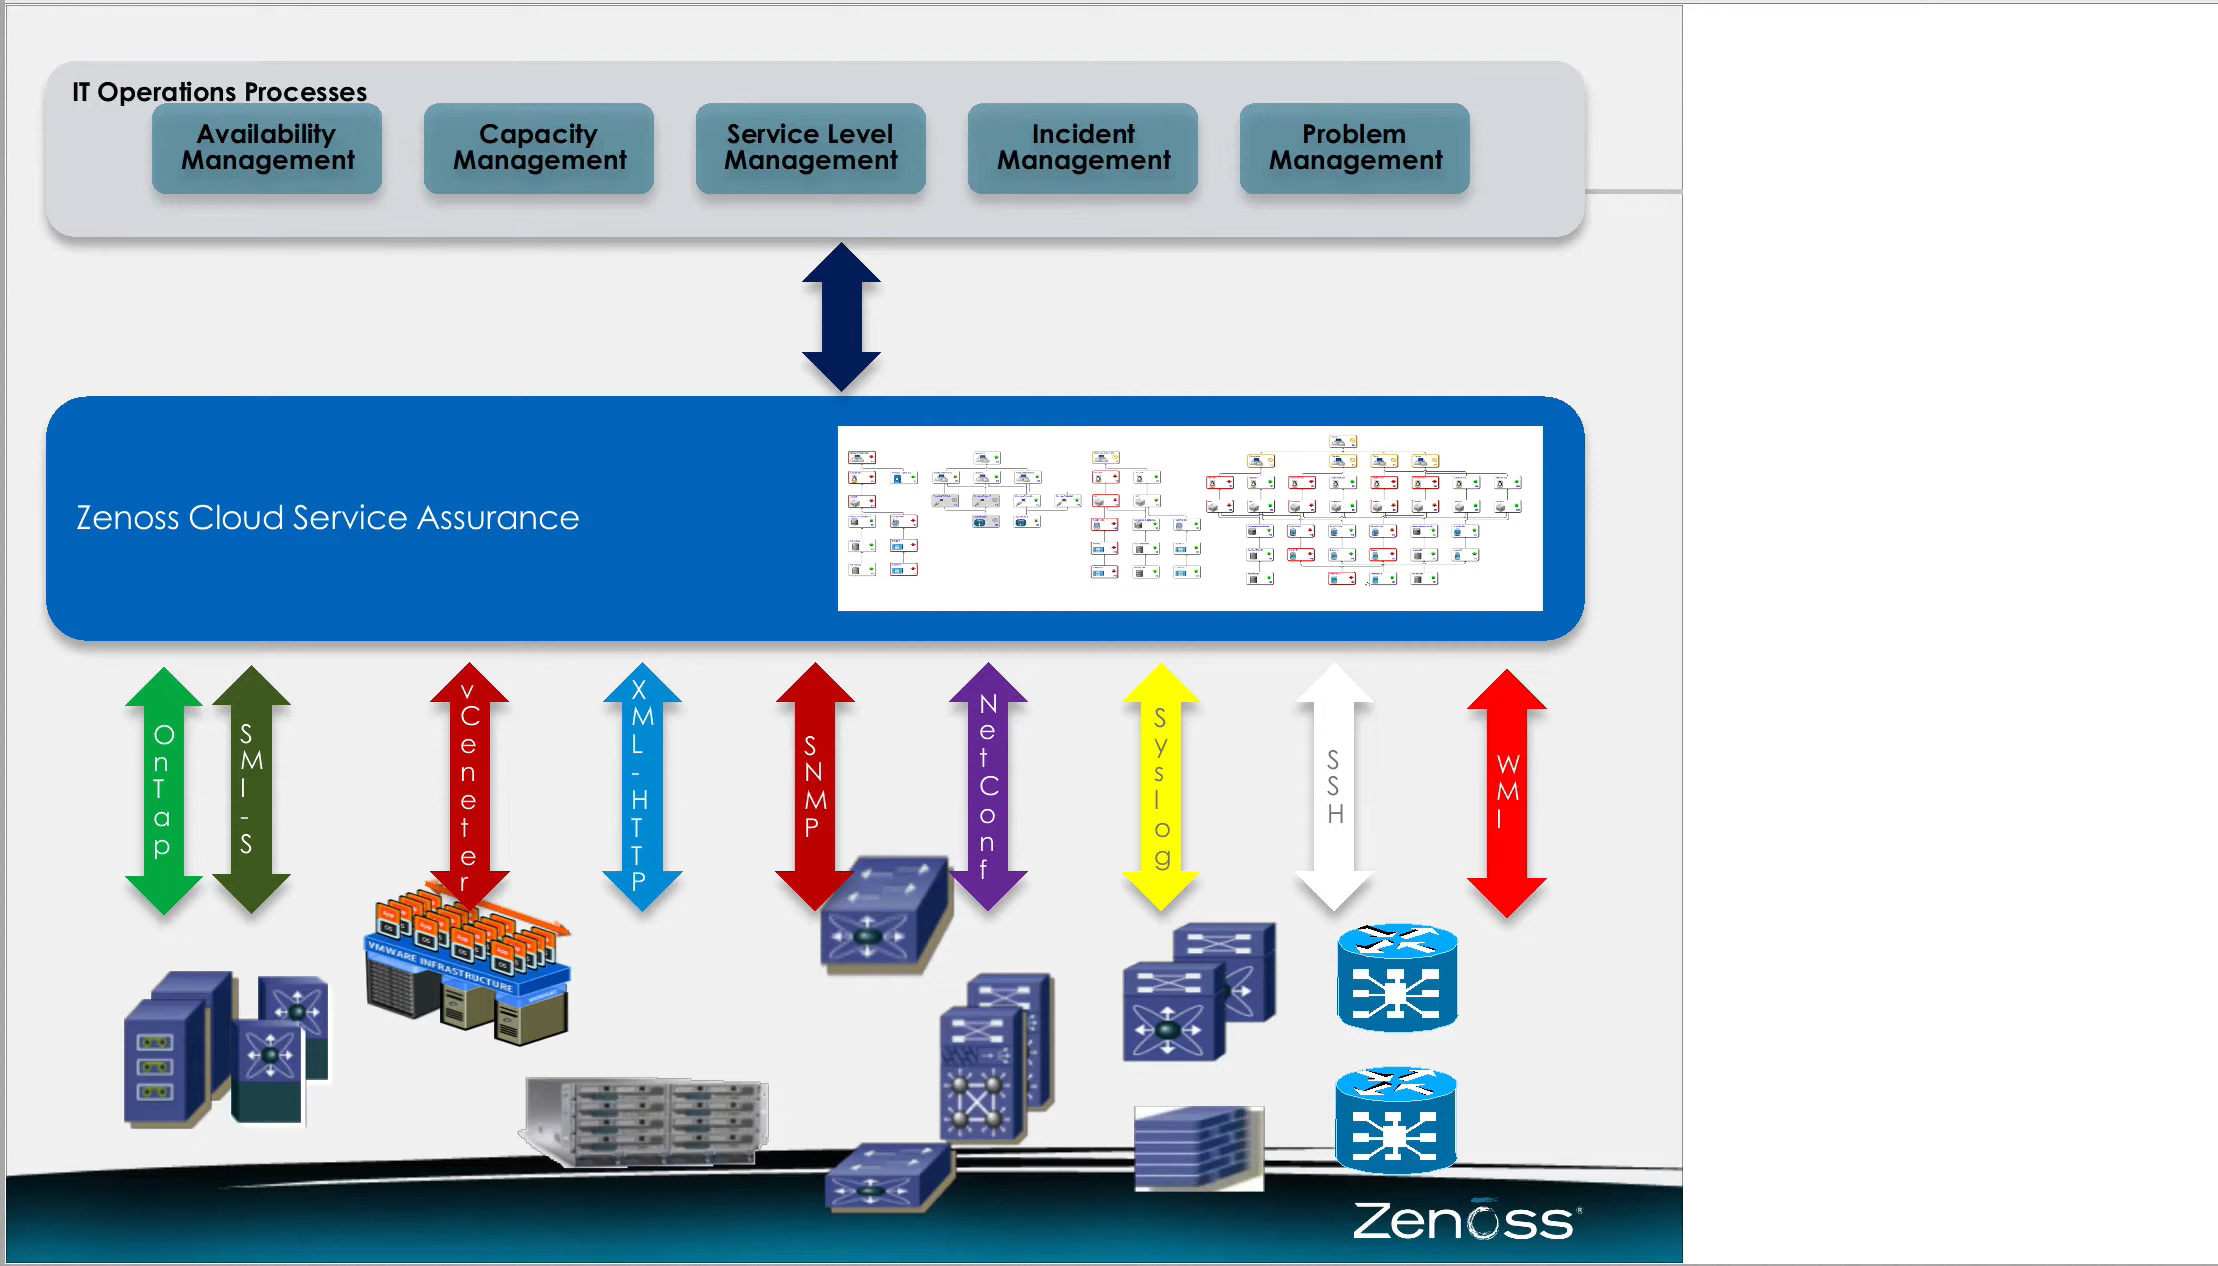 IT Operations Processes
Availability
Management
Capacity
Management
Service Level
Management
Incident
Management
Problem
Management
Zenoss Cloud Service Assurance
OnTap
SMI-S
vCeneter
XML-HTTP
SNMP
NetConf
Syslog
SSH
WMI
VMWARE INFRASTRUCTURE
Zenoss®